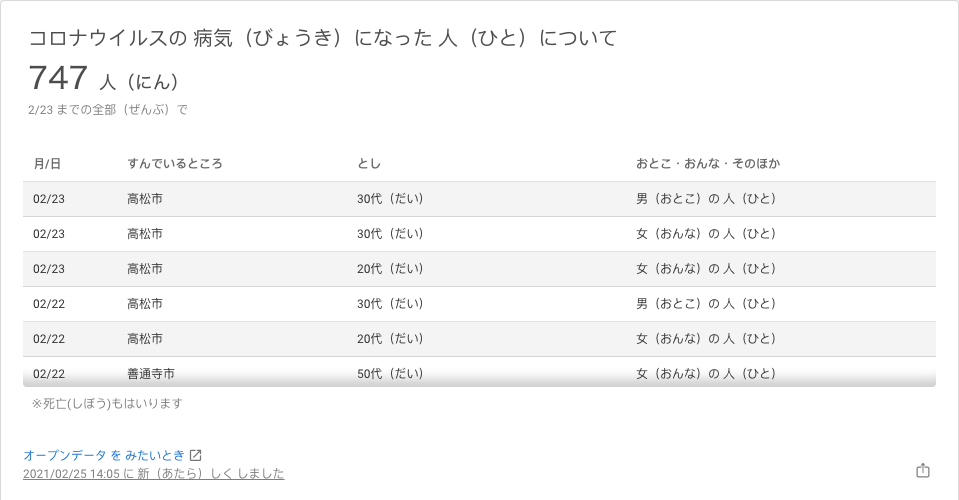 コロナウイルスの 病気（びょうき）になった 人（ひと）について
747 人（にん）
2/23 までの全部（ぜんぶ）で
月/日 すんでいるところ とし おとこ・おんな・そのほか
02/23 高松市 30代（だい） 男（おとこ）の 人（ひと）
02/23 高松市 30代（だい） 女（おんな）の 人（ひと）
02/23 高松市 20代（だい） 女（おんな）の 人（ひと）
02/22 高松市 30代（だい） 男（おとこ）の 人（ひと）
02/22 高松市 20代（だい） 女（おんな）の 人（ひと）
02/22 善通寺市 50代（だい） 女（おんな）の 人（ひと）
※死亡(しぼう)もはいります
オープンデータ を みたいとき
2021/02/25 14:05 に 新（あたら）しく しました